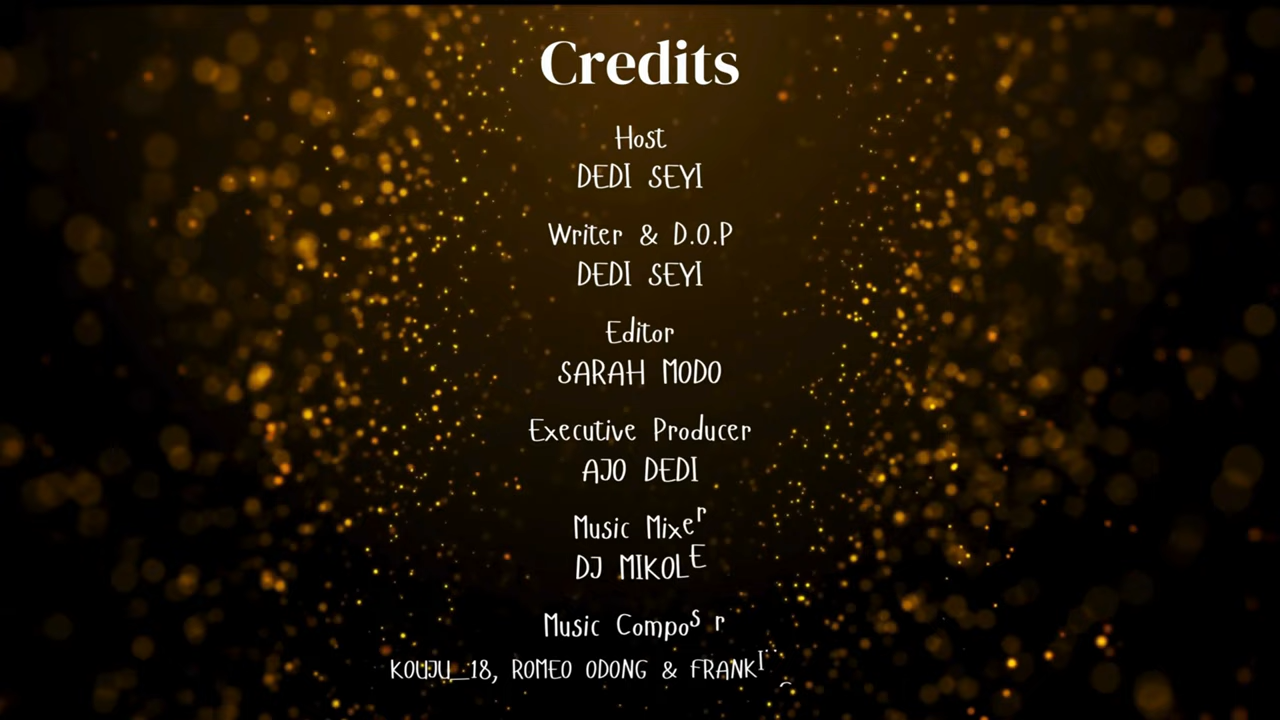 Credits
Host
DEDI SEYI
Writer & D.O.P
DEDI SEYI
Editor
SARAH MODO
Executive Producer
AJO DEDI
Music Mixer
DJ MIKOLE
Music
KOUJU_18, ROMEO ODONG &